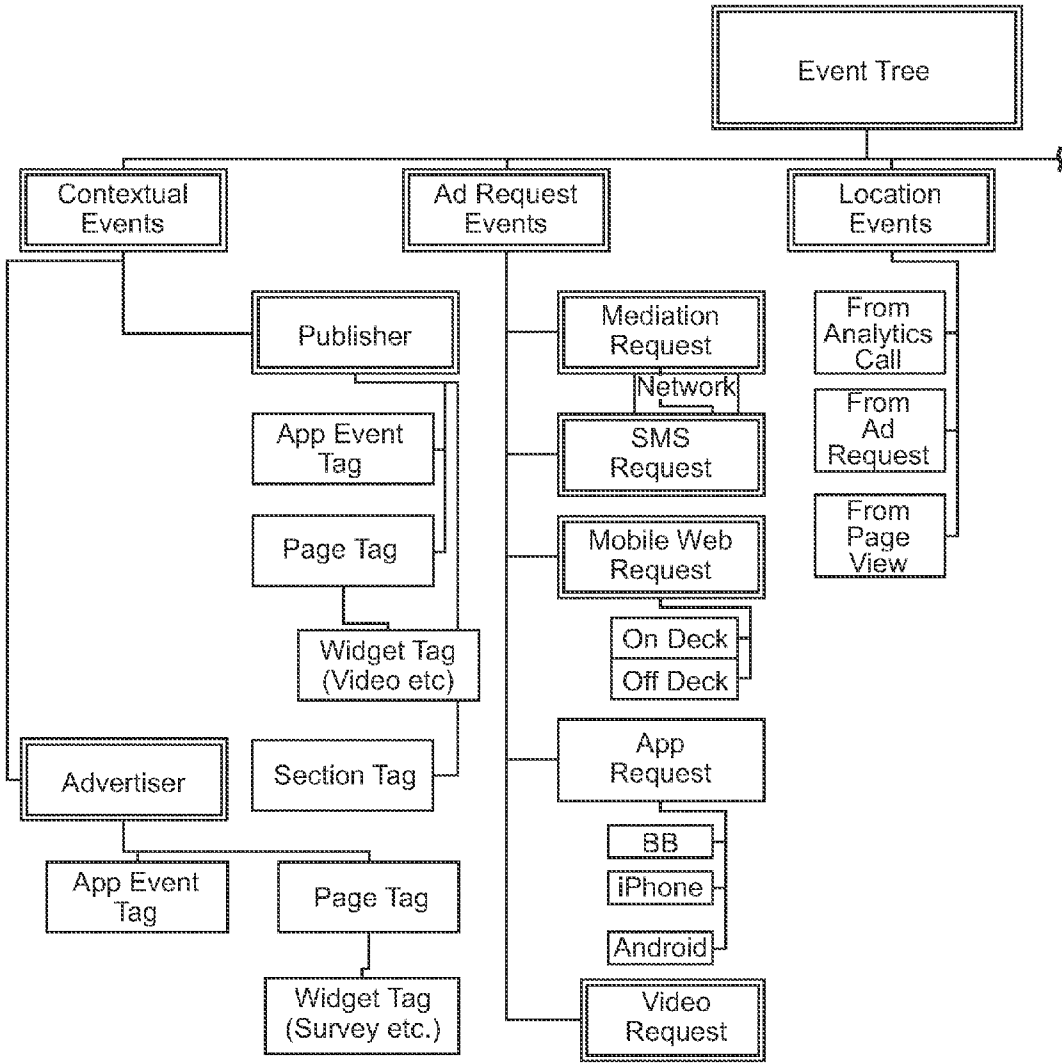 Event Tree
Contextual
Events
Ad Request
Events
Location
Events
Publisher
App Event
Tag
Page Tag
Widget Tag
(Video etc)
Section Tag
Advertiser
App Event
Tag
Page Tag
Widget Tag
(Survey etc.)
Mediation
Request
Network
SMS
Request
Mobile Web
Request
On Deck
Off Deck
App
Request
BB
iPhone
Android
Video
Request
From
Analytics
Call
From
Ad
Request
From
Page
View